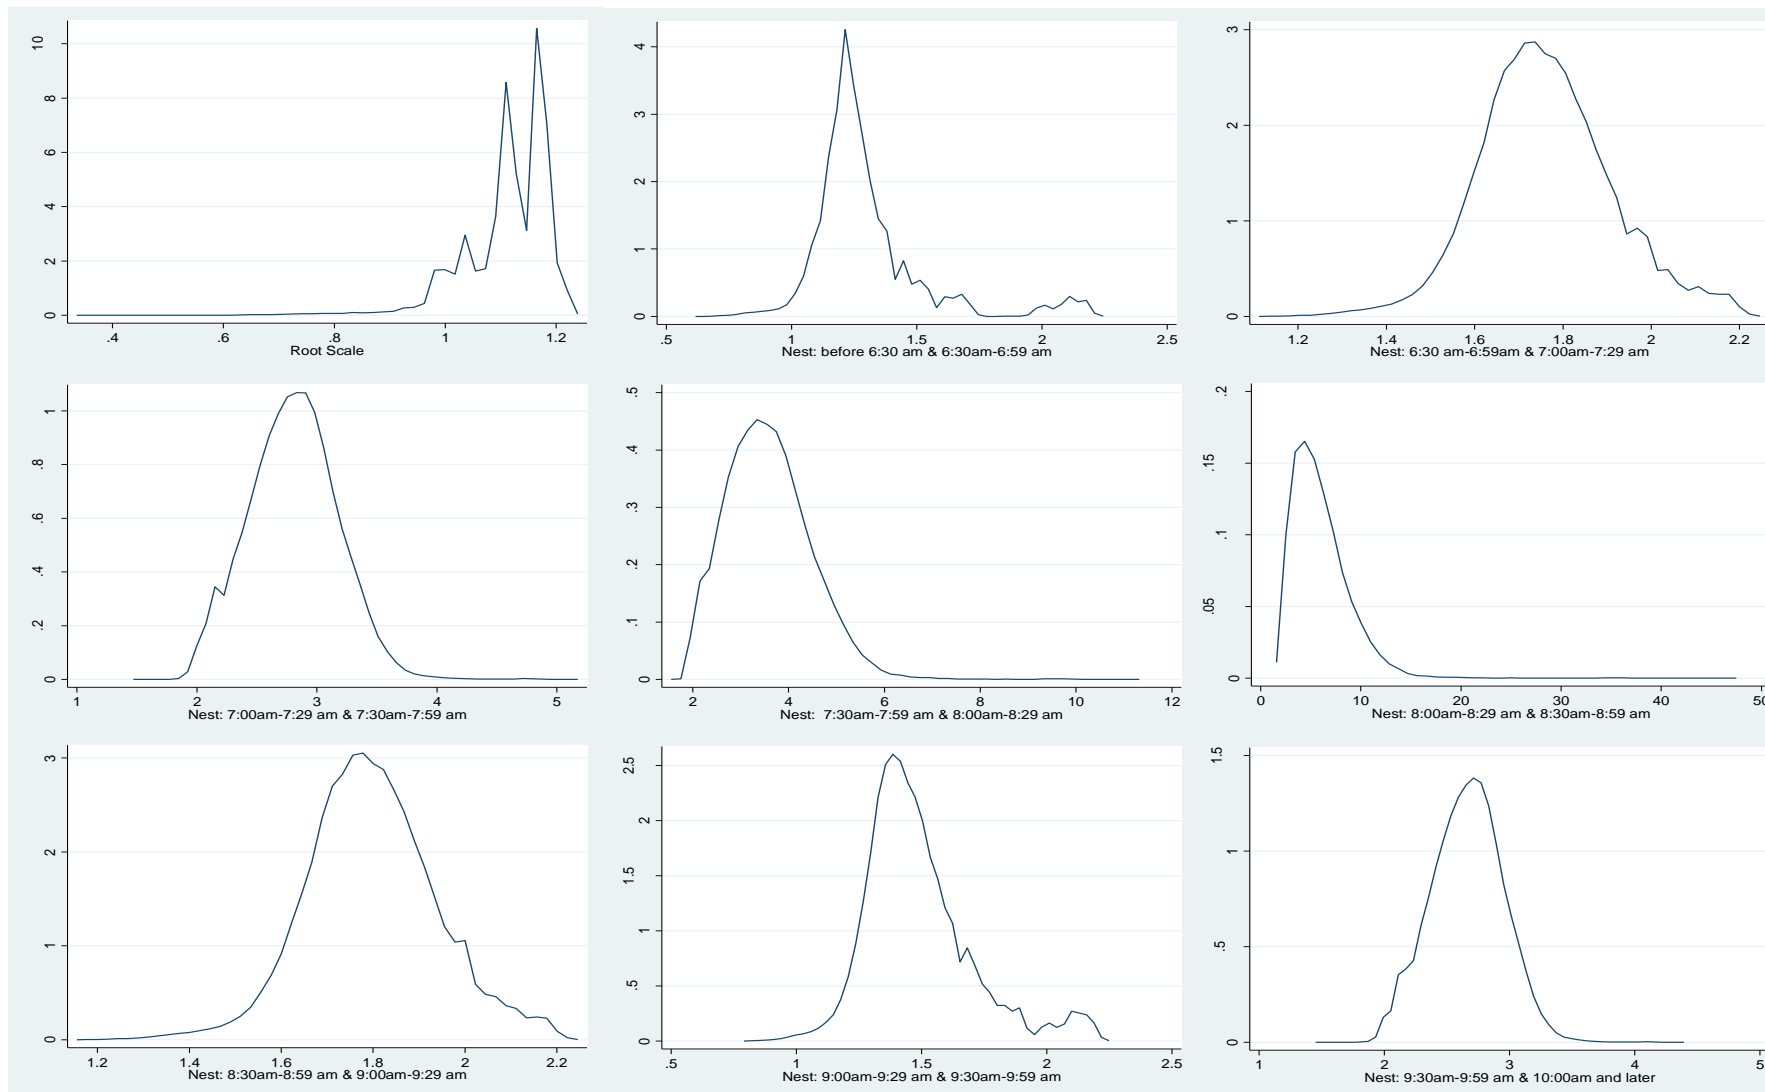 10
8
6
4
2
0
.4 .6 .8 1 1.2
Root Scale
4
3
2
1
0
.5 1 1.5 2 2.5
Nest: before 6:30 am & 6:30am-6:59 am
3
2
1
0
1.2 1.4 1.6 1.8 2 2.2
Nest: 6:30 am-6:59am & 7:00am-7:29 am
1
.8
.6
.4
.2
0
1 2 3 4 5
Nest: 7:00am-7:29 am & 7:30am-7:59 am
.5
.4
.3
.2
.1
0
2 4 6 8 10 12
Nest: 7:30am-7:59 am & 8:00am-8:29 am
.2
.15
.1
.05
0
0 10 20 30 40 50
Nest: 8:00am-8:29 am & 8:30am-8:59 am
3
2
1
0
1.2 1.4 1.6 1.8 2 2.2
Nest: 8:30am-8:59 am & 9:00am-9:29 am
2.5
2
1.5
1
.5
0
.5 1 1.5 2 2.5
Nest: 9:00am-9:29 am & 9:30am-9:59 am
1.5
1
.5
0
1 2 3 4 5
Nest: 9:30am-9:59 am & 10:00am and later